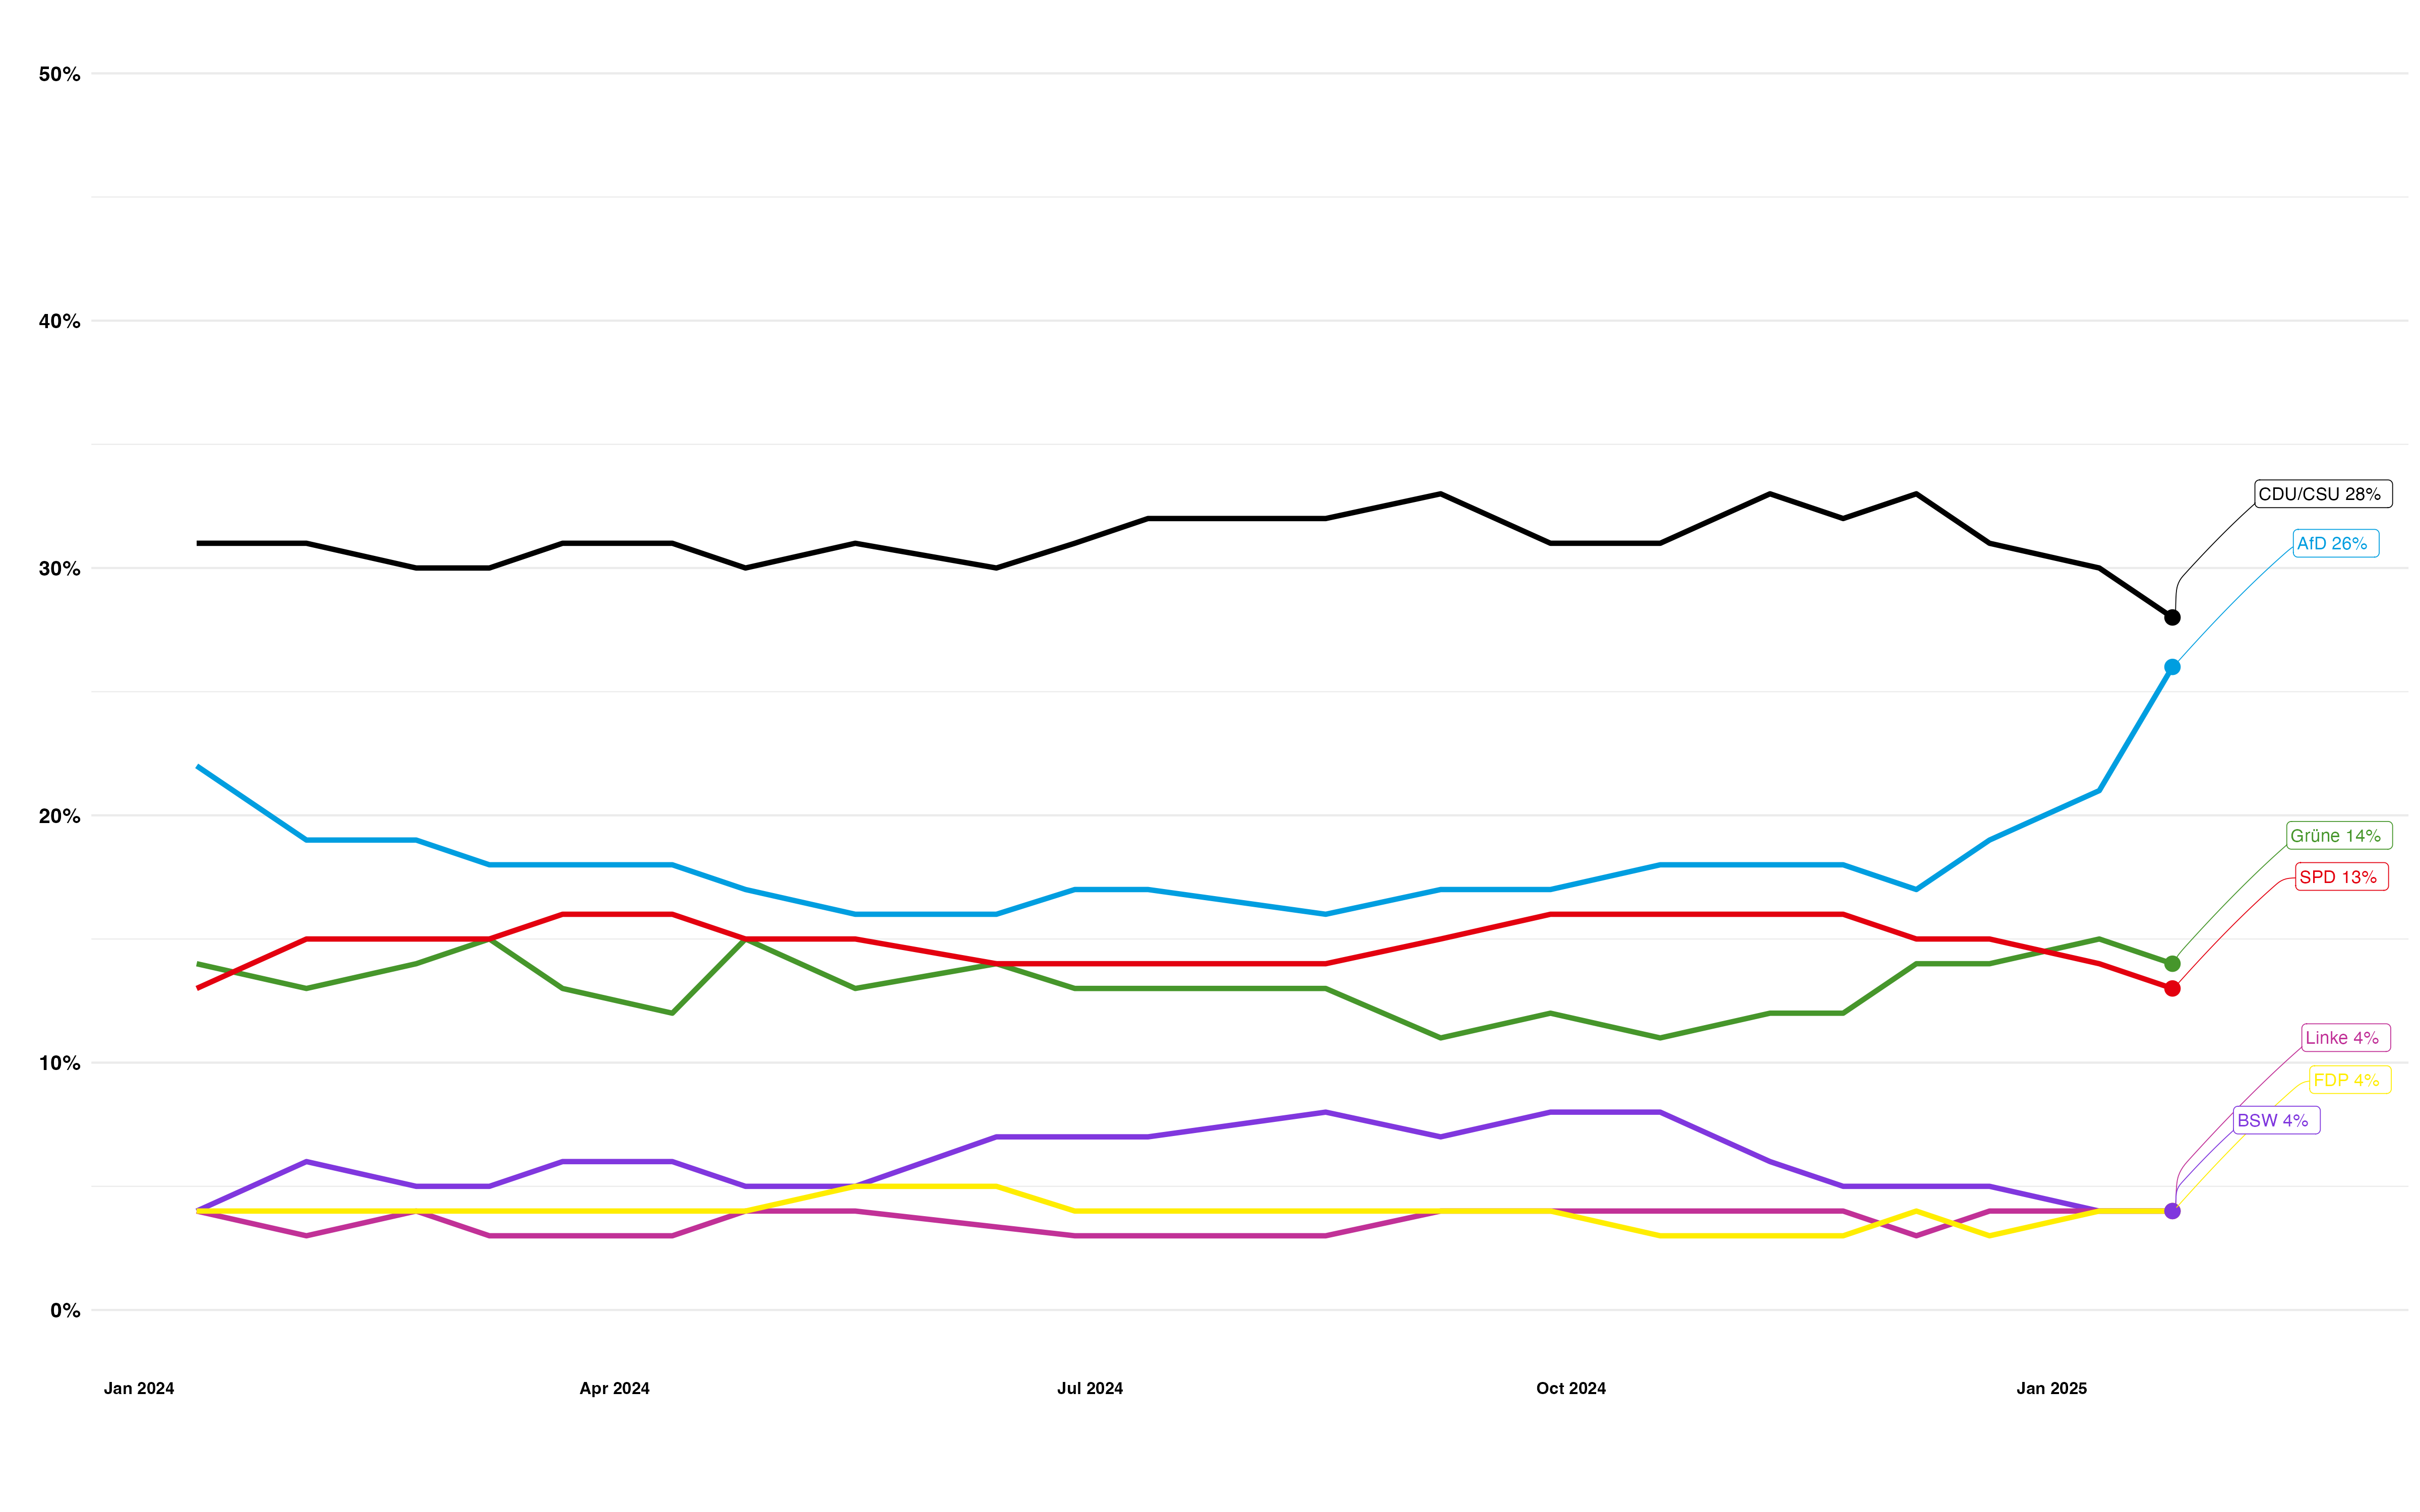 50%
40%
30%
20%
10%
0%
CDU/CSU 28%
AfD 26%
Grüne 14%
SPD 13%
Linke 4%
FDP 4%
BSW 4%
Jan 2024
Apr 2024
Jul 2024
Oct 2024
Jan 2025